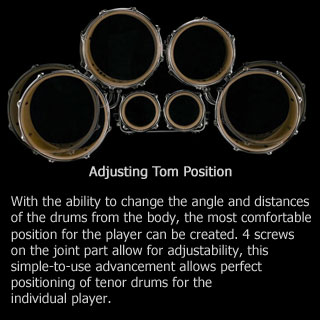 Adjusting Tom Position
With the ability to change the angle and distances
of the drums from the body, the most comfortable
position for the player can be created. 4 screws
on the joint part allow for adjustability, this
simple-to-use advancement allows perfect
positioning of tenor drums for the
individual player.